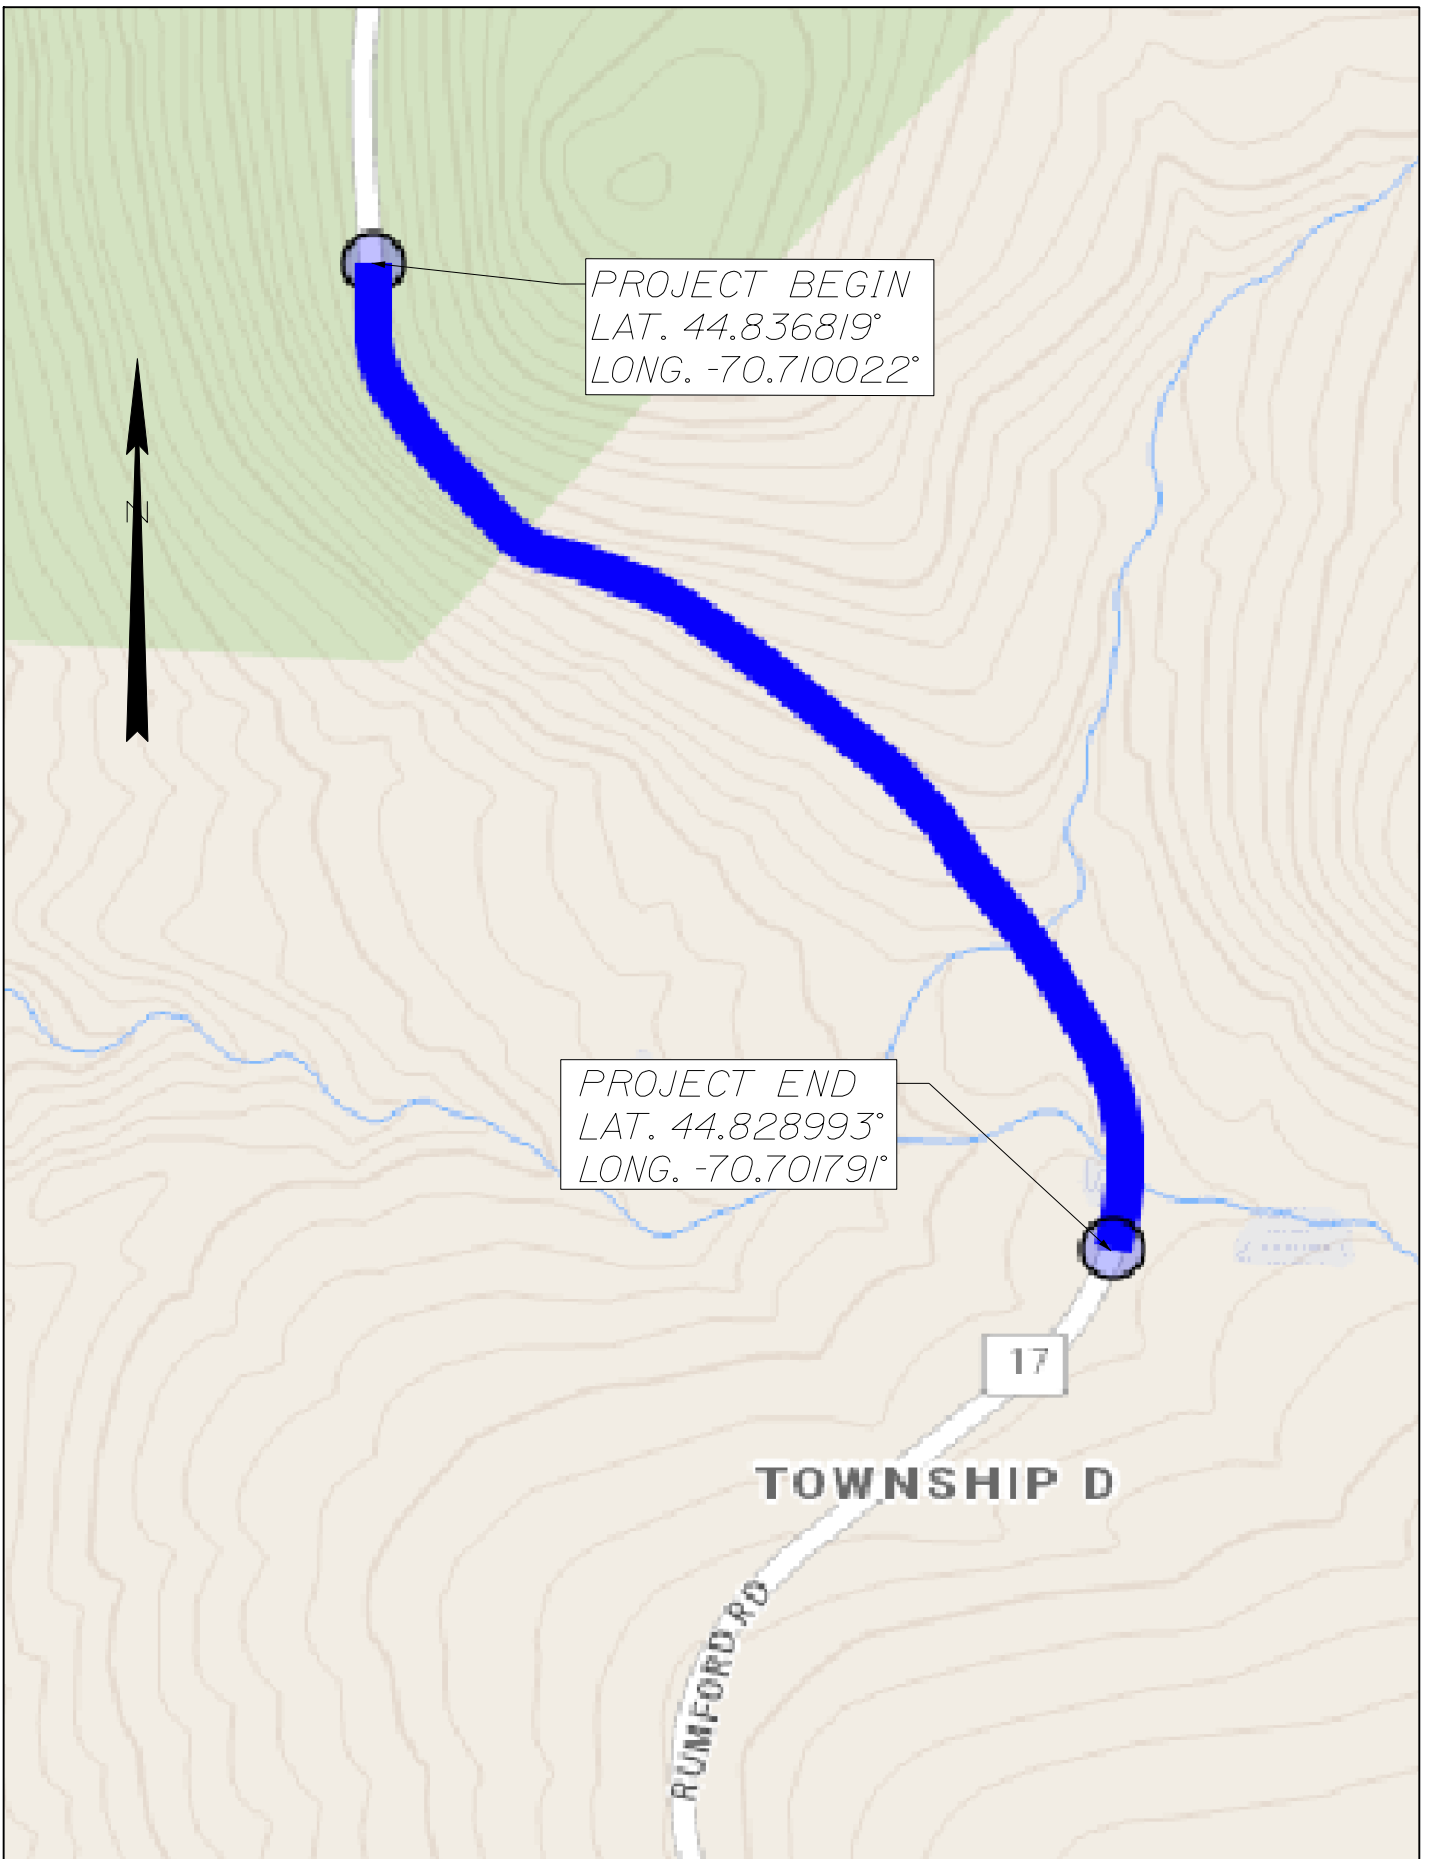 PROJECT BEGIN
LAT. 44.836819°
LONG. -70.710022°
N
PROJECT END
LAT. 44.828993°
LONG. -70.701791°
17
TOWNSHIP D
RUMFORD RD